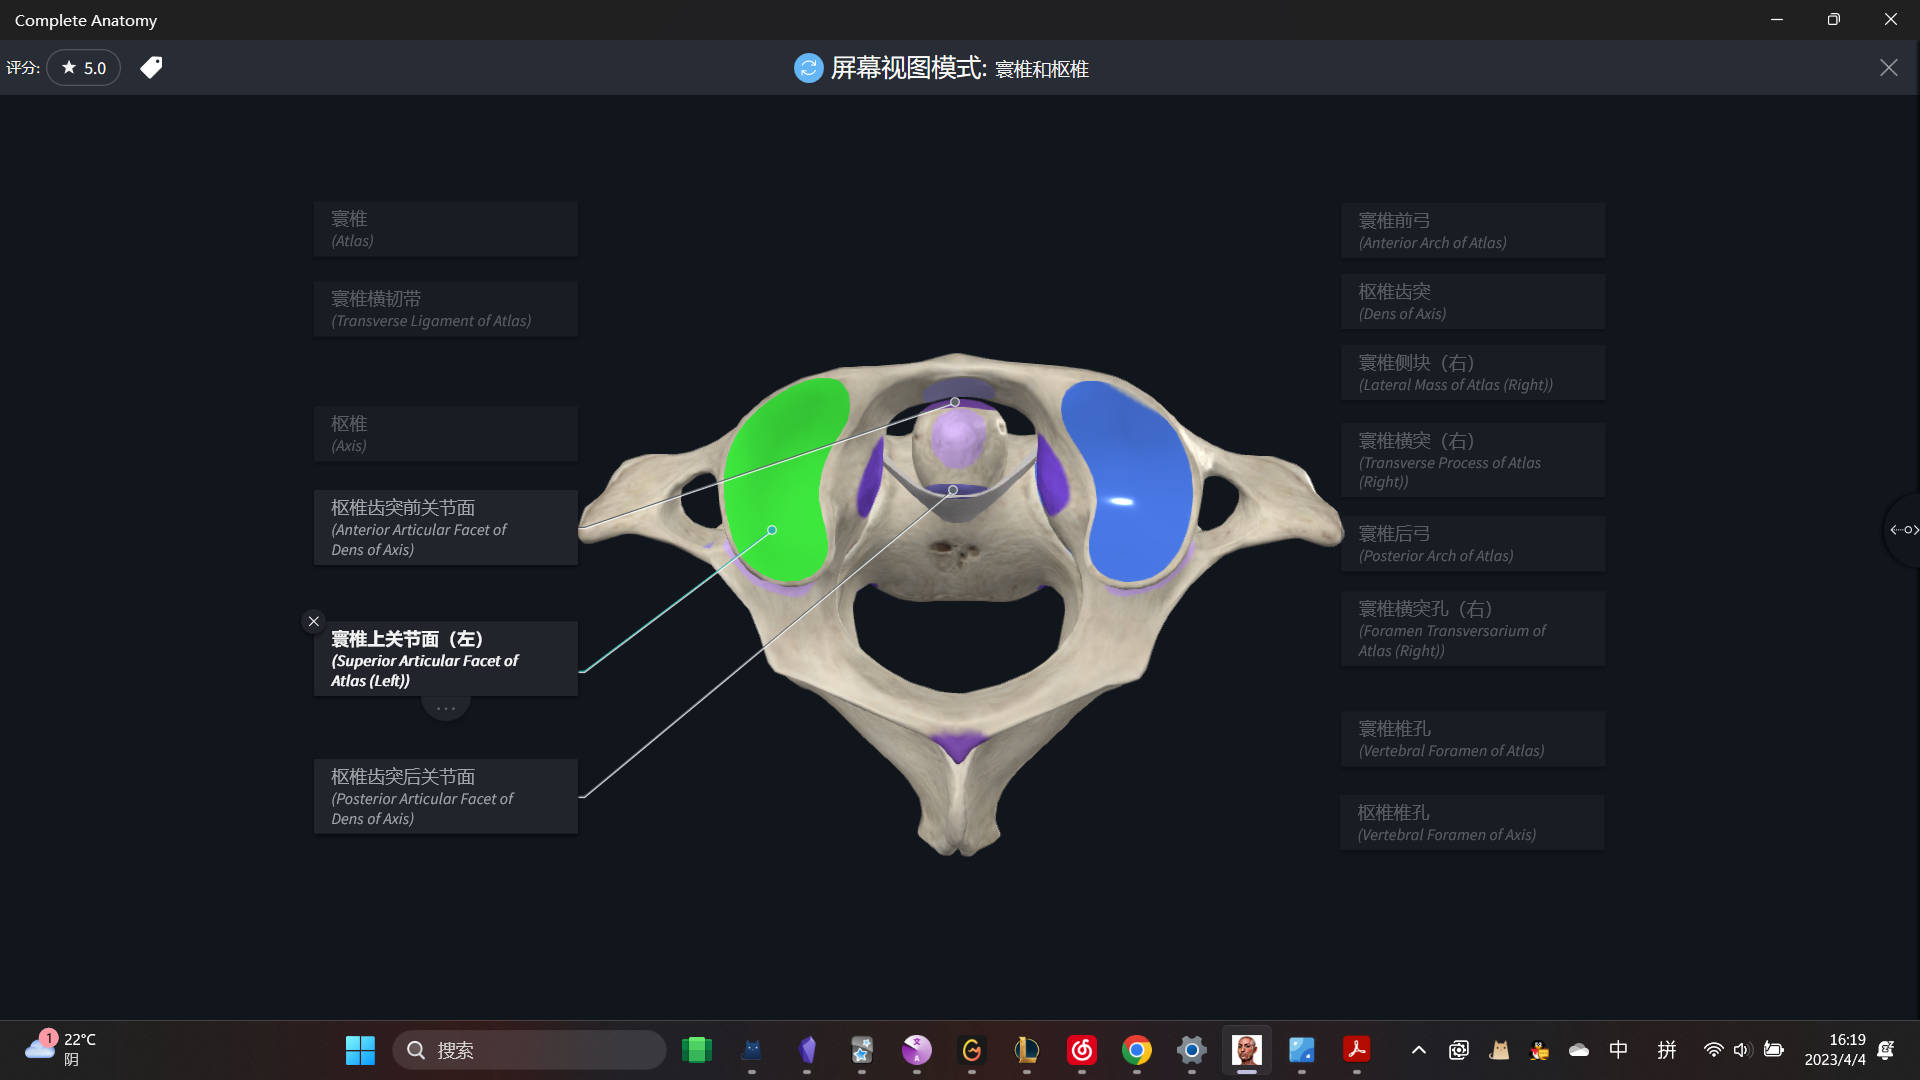 Complete Anatomy
评分:
5.0
屏幕视图模式: 寰椎和枢椎
寰椎
(Atlas)
寰椎横韧带
(Transverse Ligament of Atlas)
枢椎
(Axis)
枢椎齿突前关节面
(Anterior Articular Facet of
Dens of Axis)
寰椎上关节面（左）
(Superior Articular Facet of
Atlas (Left))
...
枢椎齿突后关节面
(Posterior Articular Facet of
Dens of Axis)
寰椎前弓
(Anterior Arch of Atlas)
枢椎齿突
(Dens of Axis)
寰椎侧块（右）
(Lateral Mass of Atlas (Right))
寰椎横突（右）
(Transverse Process of Atlas
(Right))
寰椎后弓
(Posterior Arch of Atlas)
寰椎横突孔（右）
(Foramen Transversarium of
Atlas (Right))
寰椎椎孔
(Vertebral Foramen of Atlas)
枢椎椎孔
(Vertebral Foramen of Axis)
1
22°C
阴
搜索
文
A
中
拼
16:19
2023/4/4